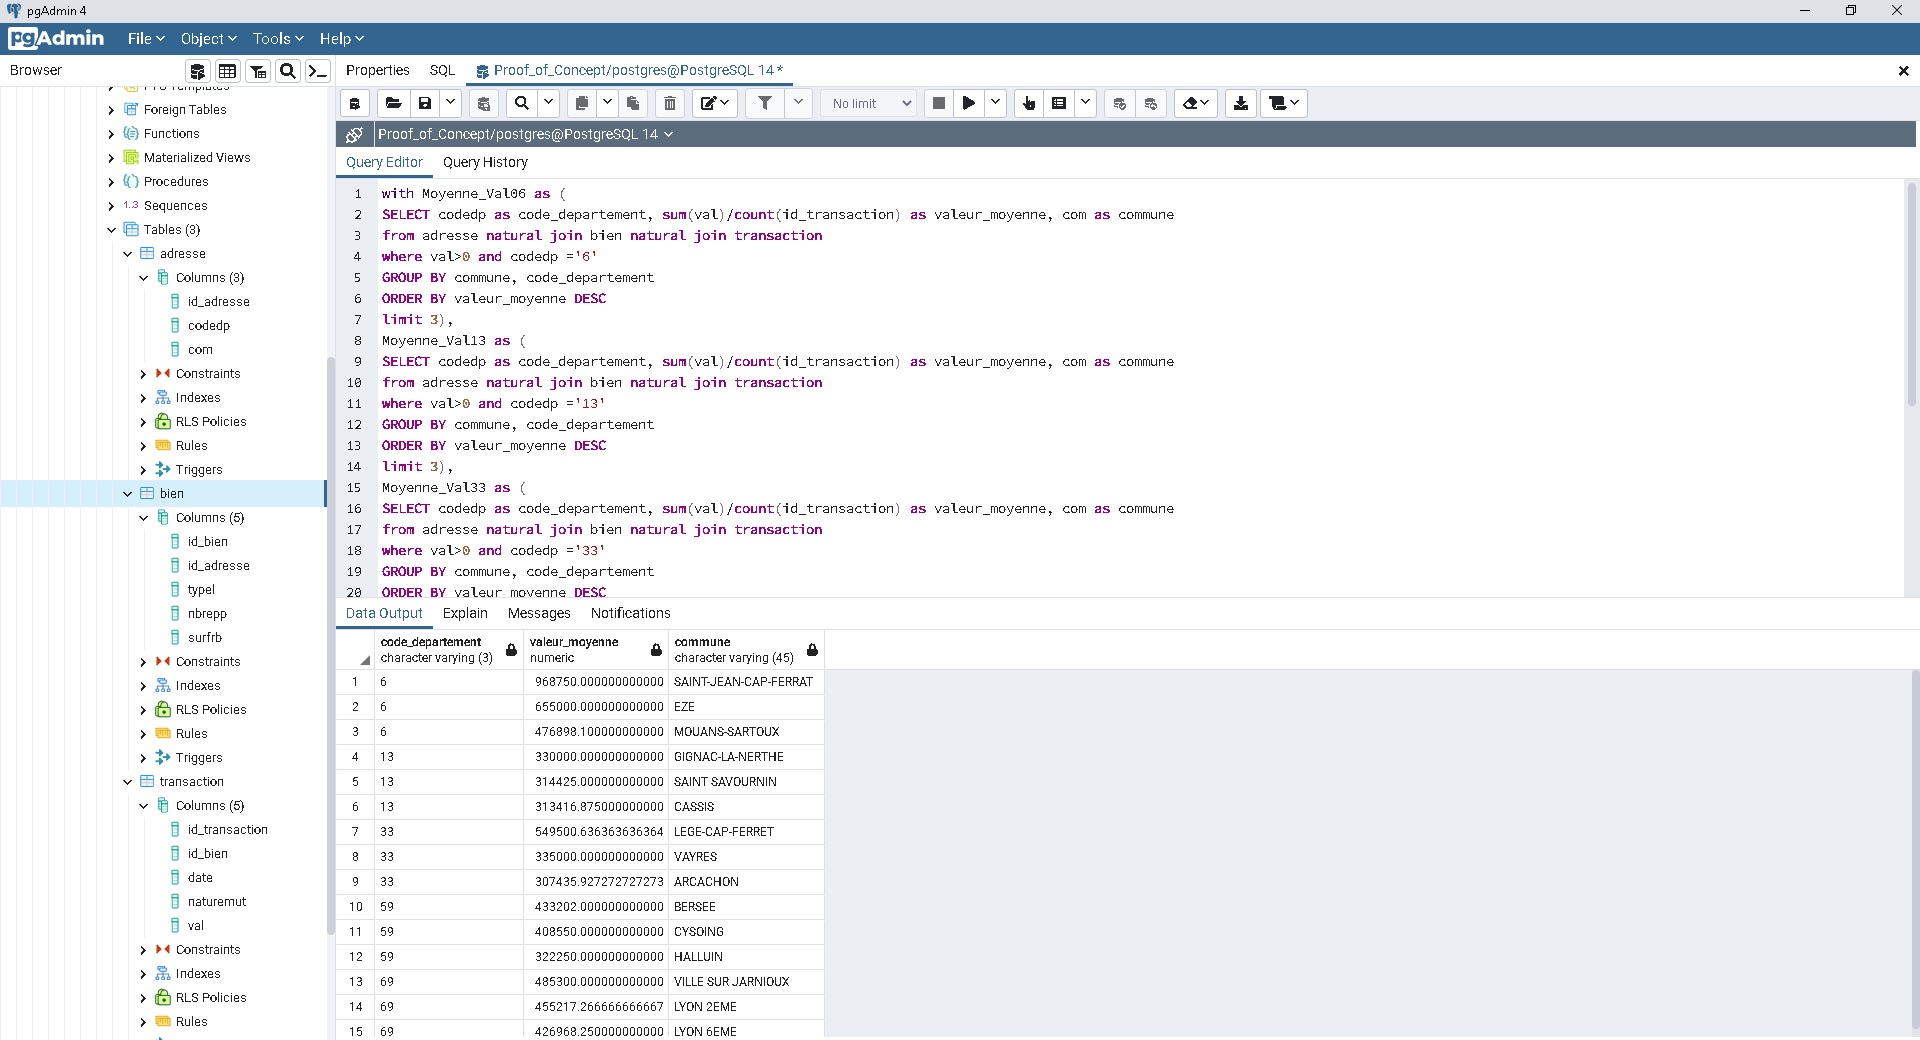 pgAdmin 4
pgAdmin File Object Tools Help
Browser
Properties SQL Proof_of_Concept/postgres@PostgreSQL 14 *
No limit
Proof_of_Concept/postgres@PostgreSQL 14
Query Editor Query History
FTS Templates
Foreign Tables
Functions
Materialized Views
Procedures
1.3 Sequences
Tables (3)
adresse
Columns (3)
id_adresse
codedp
com
Constraints
Indexes
RLS Policies
Rules
Triggers
bien
Columns (5)
id_bien
id_adresse
typel
nbrepp
surfrb
Constraints
Indexes
RLS Policies
Rules
Triggers
transaction
Columns (5)
id_transaction
id_bien
date
naturemut
val
Constraints
Indexes
RLS Policies
Rules
1 with Moyenne_Val06 as (
2 SELECT codedp as code_departement, sum(val)/count(id_transaction) as valeur_moyenne, com as commune
3 from adresse natural join bien natural join transaction
4 where val>0 and codedp ='6'
5 GROUP BY commune, code_departement
6 ORDER BY valeur_moyenne DESC
7 limit 3),
8 Moyenne_Val13 as (
9 SELECT codedp as code_departement, sum(val)/count(id_transaction) as valeur_moyenne, com as commune
10 from adresse natural join bien natural join transaction
11 where val>0 and codedp ='13'
12 GROUP BY commune, code_departement
13 ORDER BY valeur_moyenne DESC
14 limit 3),
15 Moyenne_Val33 as (
16 SELECT codedp as code_departement, sum(val)/count(id_transaction) as valeur_moyenne, com as commune
17 from adresse natural join bien natural join transaction
18 where val>0 and codedp ='33'
19 GROUP BY commune, code_departement
20 ORDER BY valeur_moyenne DESC
Data Output Explain Messages Notifications
code_departement valeur_moyenne commune
character varying (3) numeric character varying (45)
1 6 968750.000000000000 SAINT-JEAN-CAP-FERRAT
2 6 655000.000000000000 EZE
3 6 476898.100000000000 MOUANS-SARTOUX
4 13 330000.000000000000 GIGNAC-LA-NERTHE
5 13 314425.000000000000 SAINT SAVOURNIN
6 13 313416.875000000000 CASSIS
7 33 549500.636363636364 LEGE-CAP-FERRET
8 33 335000.000000000000 VAYRES
9 33 307435.927272727273 ARCACHON
10 59 433202.000000000000 BERSEE
11 59 408550.000000000000 CYSOING
12 59 322250.000000000000 HALLUIN
13 69 485300.000000000000 VILLE SUR JARNIOUX
14 69 455217.266666666667 LYON 2EME
15 69 426968.250000000000 LYON 6EME